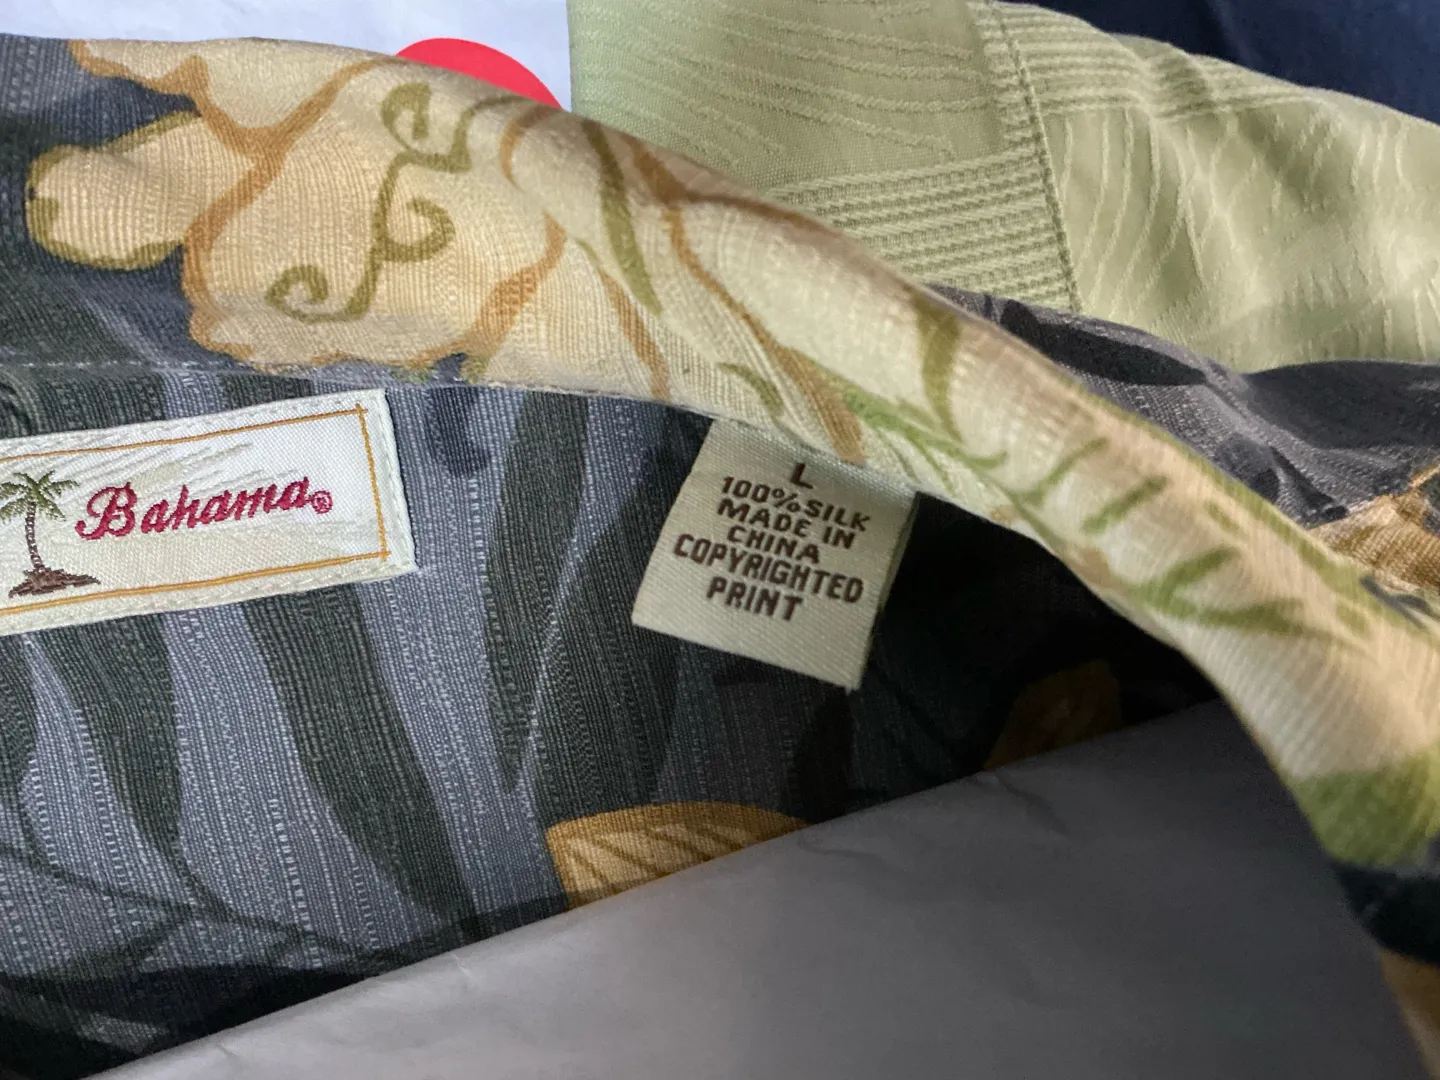 Bahama®
L
100% SILK
MADE IN
CHINA
COPYRIGHTED
PRINT